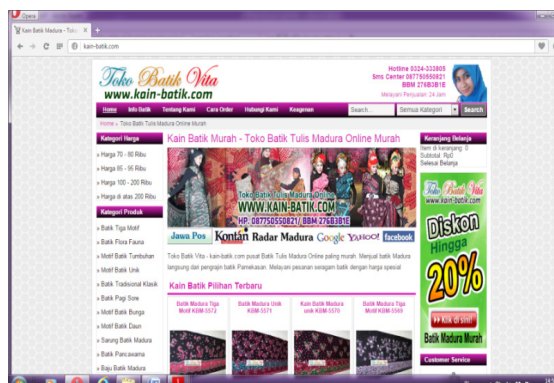 Opera
Kain Batik Madura - Toko
kain-batik.com
Toko Batik Vita
www.kain-batik.com
Hotline 0324-332805
Sms Center 087750550821
BBM 276B3B1E
Melayani Penjualan 24 Jam
Home Info Batik Tentang Kami Cara Order Hubungi Kami Keagenan Search... Semua Kategori Search
Home » Toko Batik Tulis Madura Online Murah
Kategori Harga
» Harga 70 - 80 Ribu
» Harga 85 - 95 Ribu
» Harga 100 - 200 Ribu
» Harga di atas 200 Ribu
Kategori Produk
» Batik Tiga Motif
» Batik Flora Fauna
» Motif Batik Tumbuhan
» Motif Batik Unik
» Batik Tradisional Klasik
» Batik Pagi Sore
» Motif Batik Bunga
» Motif Batik Daun
» Sarung Batik Madura
» Batik Pancawarna
» Baju Batik Madura
Kain Batik Murah - Toko Batik Tulis Madura Online Murah
Toko Batik Tulis Madura Online
WWW.KAIN-BATIK.COM
HP. 087750550821/ BBM 276B3B1E
Jawa Pos Kontan Radar Madura Google YAHOO! facebook
Toko Batik Vita - kain-batik.com pusat Batik Tulis Madura Online paling murah. Menjual batik Madura
langsung dari pengrajin batik Pamekasan. Melayani pesanan seragam batik dengan harga spesial
Kain Batik Pilihan Terbaru
Batik Madura Tiga
Motif KBM-5572
Batik Madura Unik
KBM-5571
Kain Batik Madura
unik KBM-5570
Batik Madura Tiga
Motif KBM-5569
Keranjang Belanja
Item di keranjang: 0
Subtotal: Rp0
Selesai Belanja
Toko Batik Vita
www.kain-batik.com
Diskon
Hingga
20%
Klik di sini!
Batik Madura Murah
Customer Service